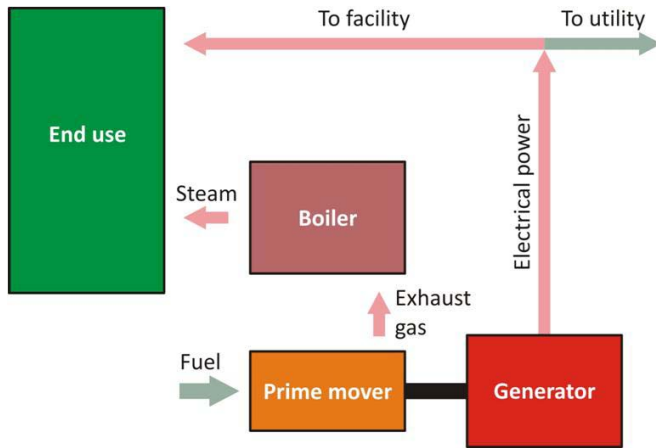 To facility
To utility
End use
Steam
Boiler
Electrical power
Exhaust
gas
Fuel
Prime mover
Generator